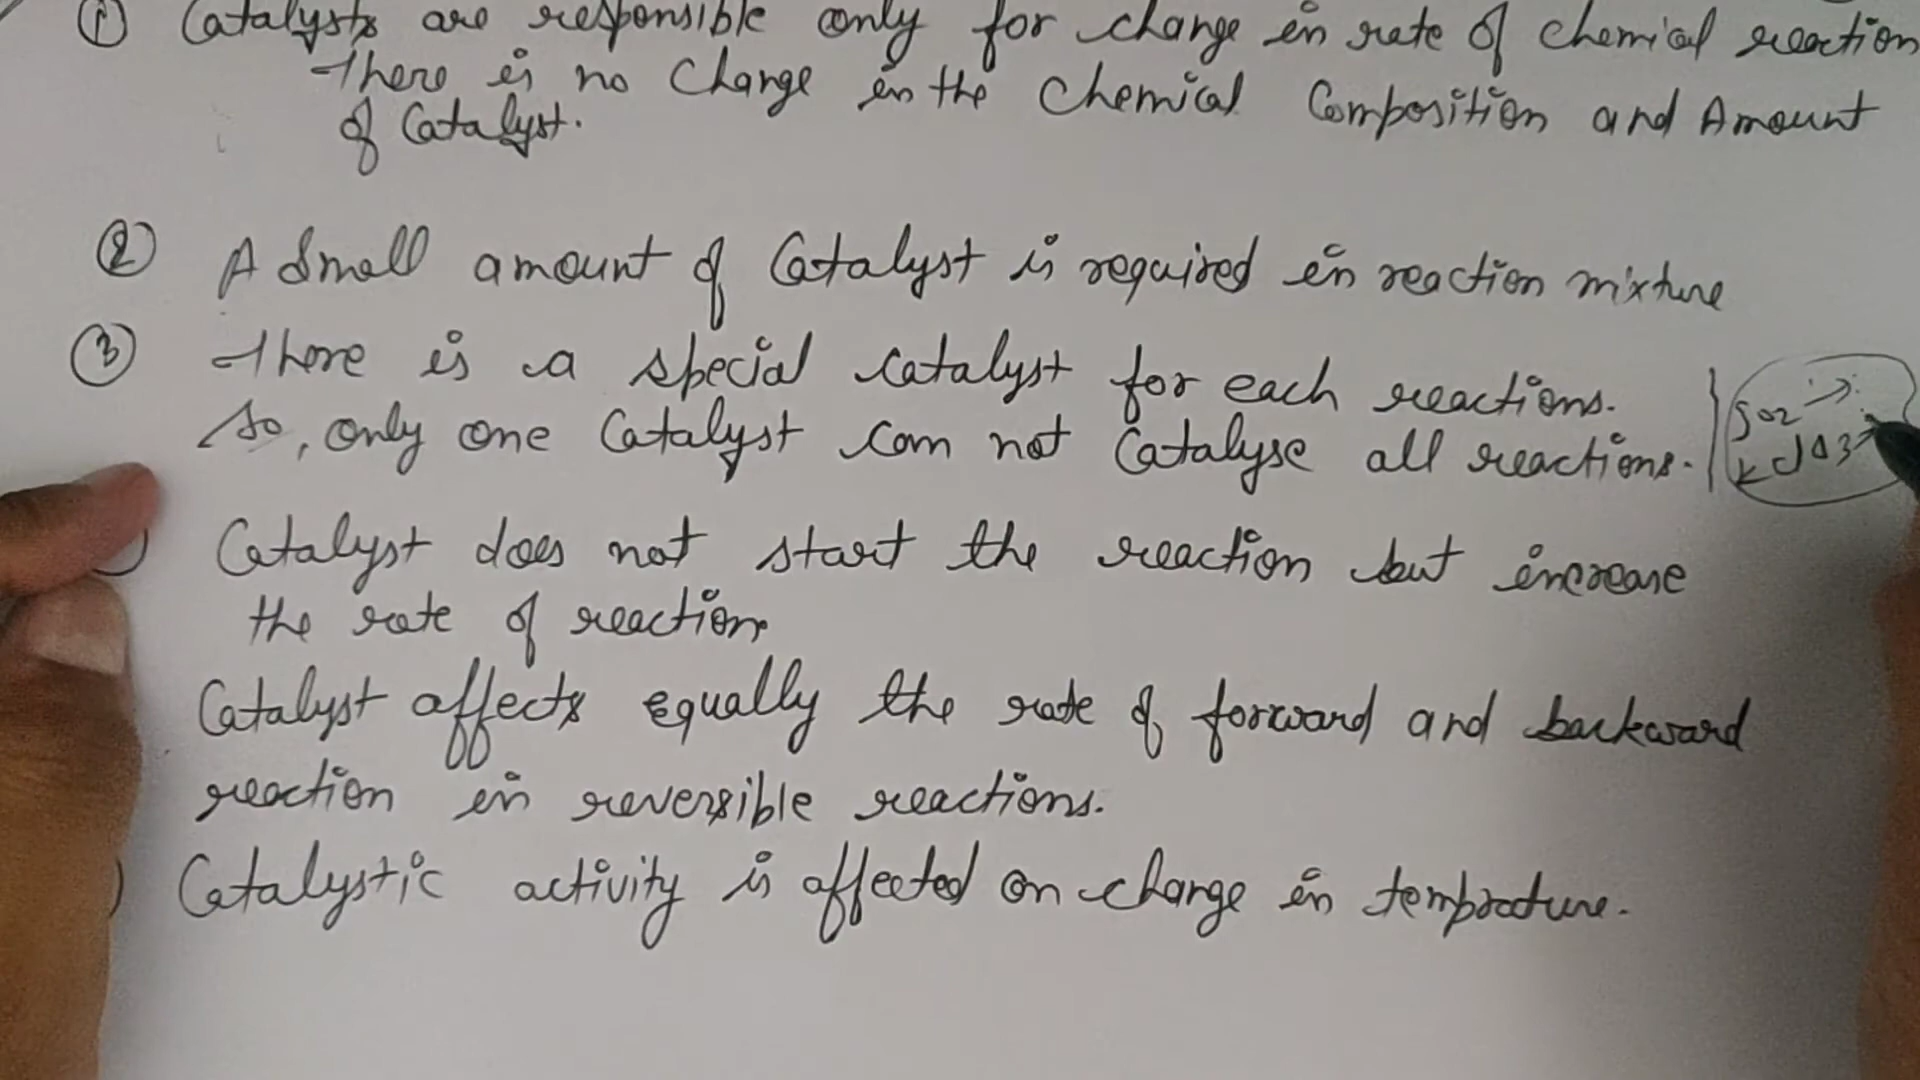 ① Catalysts are responsible only for change in rate of chemical reaction
There is no change in the chemical composition and Amount
of catalyst.
② A small amount of Catalyst is required in reaction mixture
③ There is a special catalyst for each reactions.
So, only one Catalyst can not Catalyse all reactions.
SO2
KClO3
Catalyst does not start the reaction but increase
the rate of reaction
Catalyst affects equally the rate of forward and backward
reaction in reversible reactions.
) Catalystic activity is affected on change in temprature.